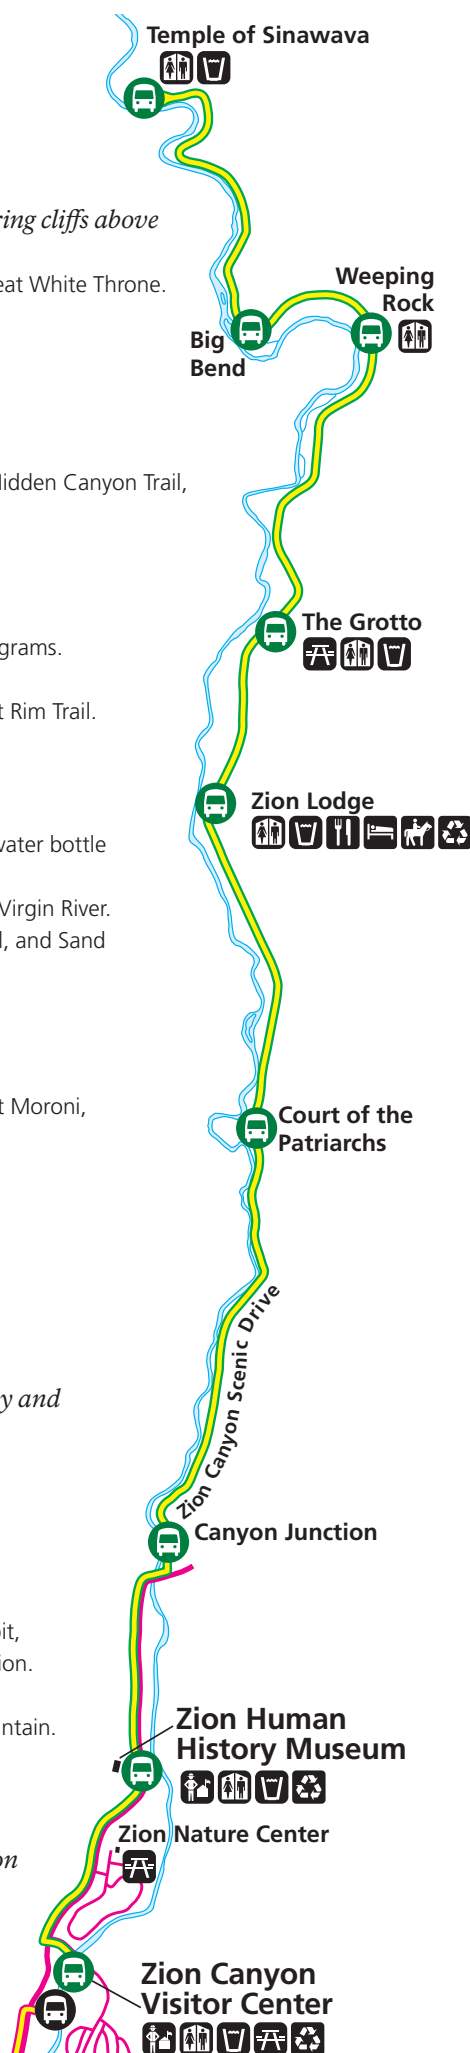 Temple of Sinawava
ring cliffs above
eat White Throne.
Weeping
Rock
Big
Bend
Hidden Canyon Trail,
The Grotto
grams.
t Rim Trail.
Zion Lodge
water bottle
Virgin River.
l, and Sand
t Moroni,
Court of the
Patriarchs
Zion Canyon Scenic Drive
y and
Canyon Junction
it,
ion.
Zion Human
History Museum
ntain.
Zion Nature Center
on
Zion Canyon
Visitor Center